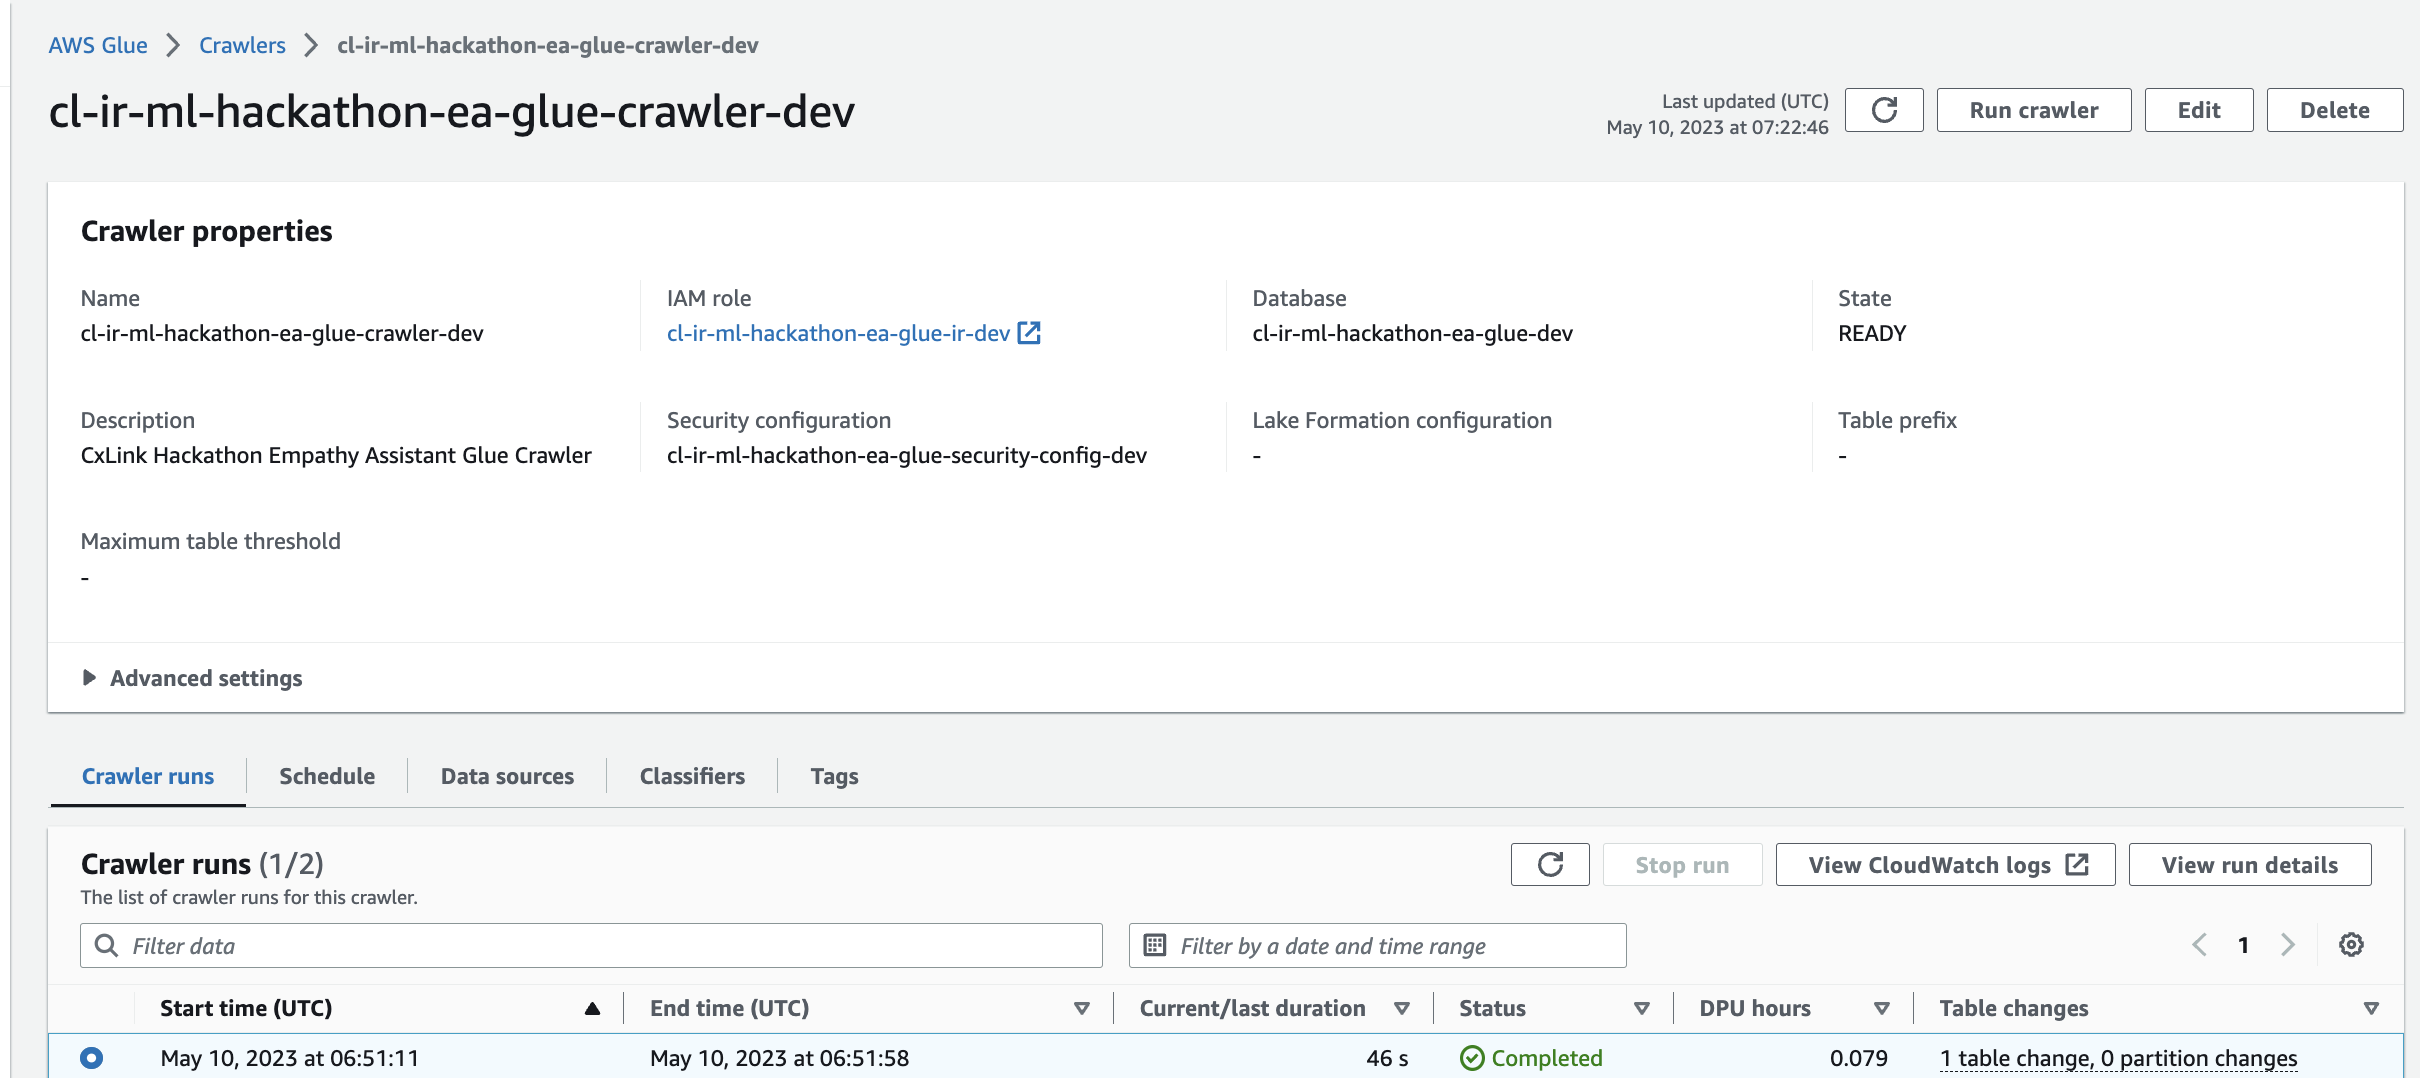 AWS Glue > Crawlers > cl-ir-ml-hackathon-ea-glue-crawler-dev
cl-ir-ml-hackathon-ea-glue-crawler-dev
Last updated (UTC)
May 10, 2023 at 07:22:46
Run crawler
Edit
Delete
Crawler properties
Name
cl-ir-ml-hackathon-ea-glue-crawler-dev
IAM role
cl-ir-ml-hackathon-ea-glue-ir-dev
Database
cl-ir-ml-hackathon-ea-glue-dev
State
READY
Description
CxLink Hackathon Empathy Assistant Glue Crawler
Security configuration
cl-ir-ml-hackathon-ea-glue-security-config-dev
Lake Formation configuration
-
Table prefix
-
Maximum table threshold
-
Advanced settings
Crawler runs
Schedule
Data sources
Classifiers
Tags
Crawler runs (1/2)
The list of crawler runs for this crawler.
Stop run
View CloudWatch logs
View run details
Filter data
Filter by a date and time range
1
Start time (UTC)
End time (UTC)
Current/last duration
Status
DPU hours
Table changes
May 10, 2023 at 06:51:11
May 10, 2023 at 06:51:58
46 s
Completed
0.079
1 table change, 0 partition changes